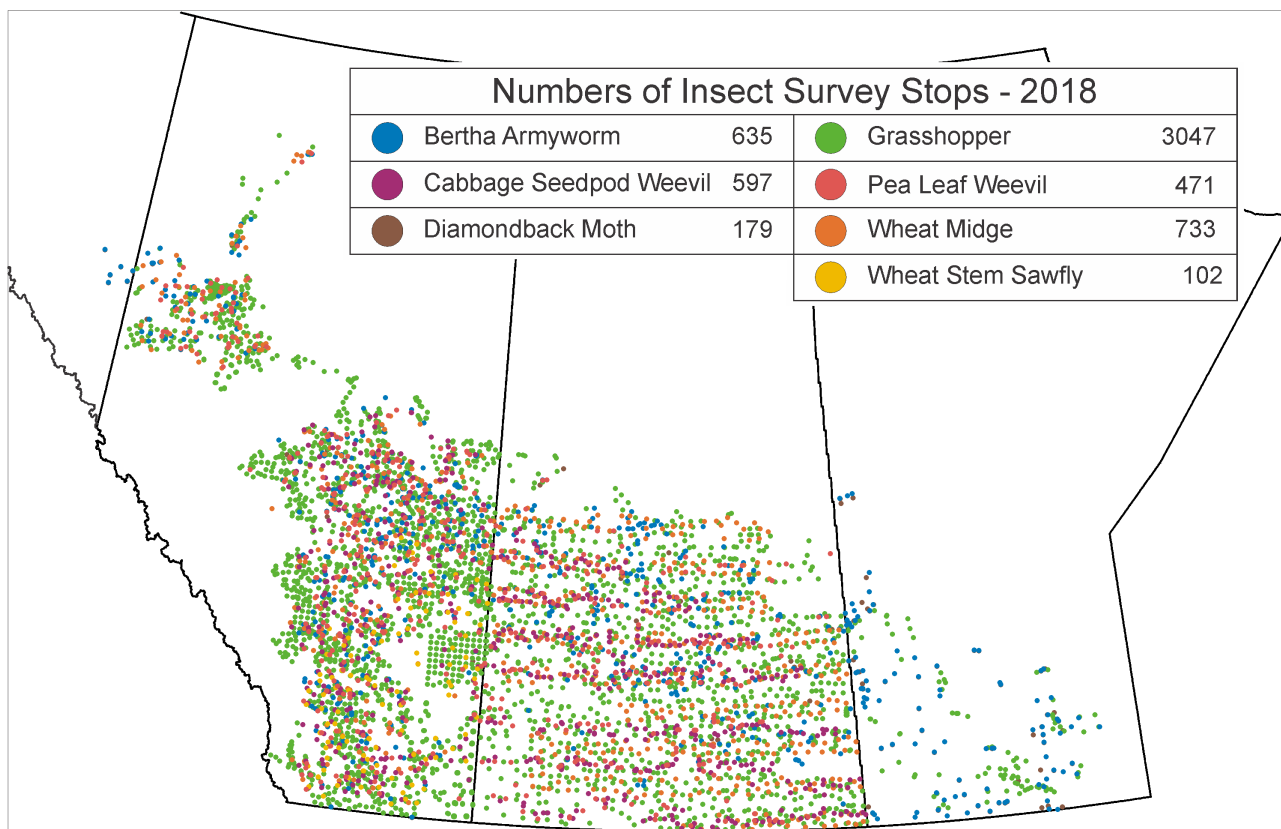 Numbers of Insect Survey Stops - 2018
Bertha Armyworm 635
Grasshopper 3047
Cabbage Seedpod Weevil 597
Pea Leaf Weevil 471
Diamondback Moth 179
Wheat Midge 733
Wheat Stem Sawfly 102